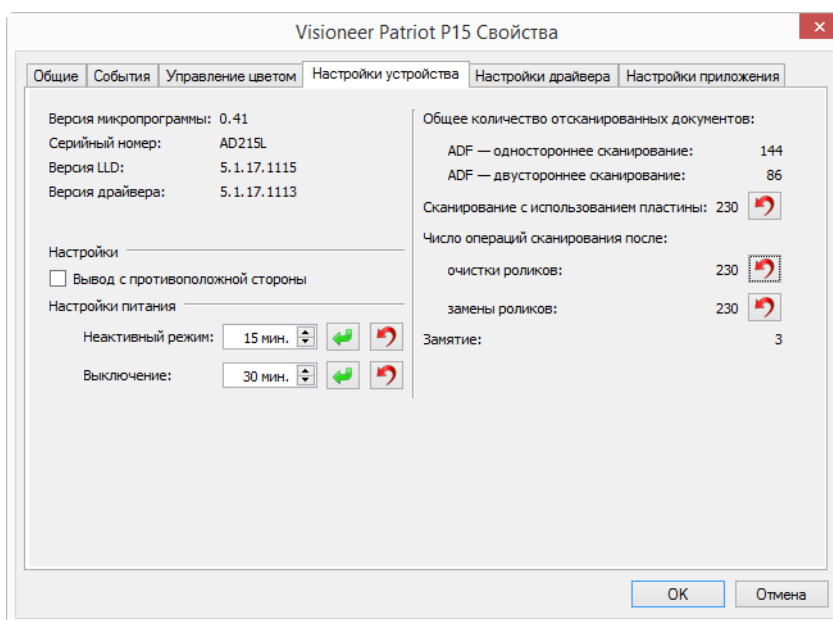 Visioneer Patriot P15 Свойства
Общие События Управление цветом Настройки устройства Настройки драйвера Настройки приложения
Версия микропрограммы: 0.41
Серийный номер: AD215L
Версия LLD: 5.1.17.1115
Версия драйвера: 5.1.17.1113
Настройки
Вывод с противоположной стороны
Настройки питания
Неактивный режим: 15 мин.
Выключение: 30 мин.
Общее количество отсканированных документов:
ADF — одностороннее сканирование: 144
ADF — двустороннее сканирование: 86
Сканирование с использованием пластины: 230
Число операций сканирования после:
очистки роликов: 230
замены роликов: 230
Замятие: 3
OK Отмена